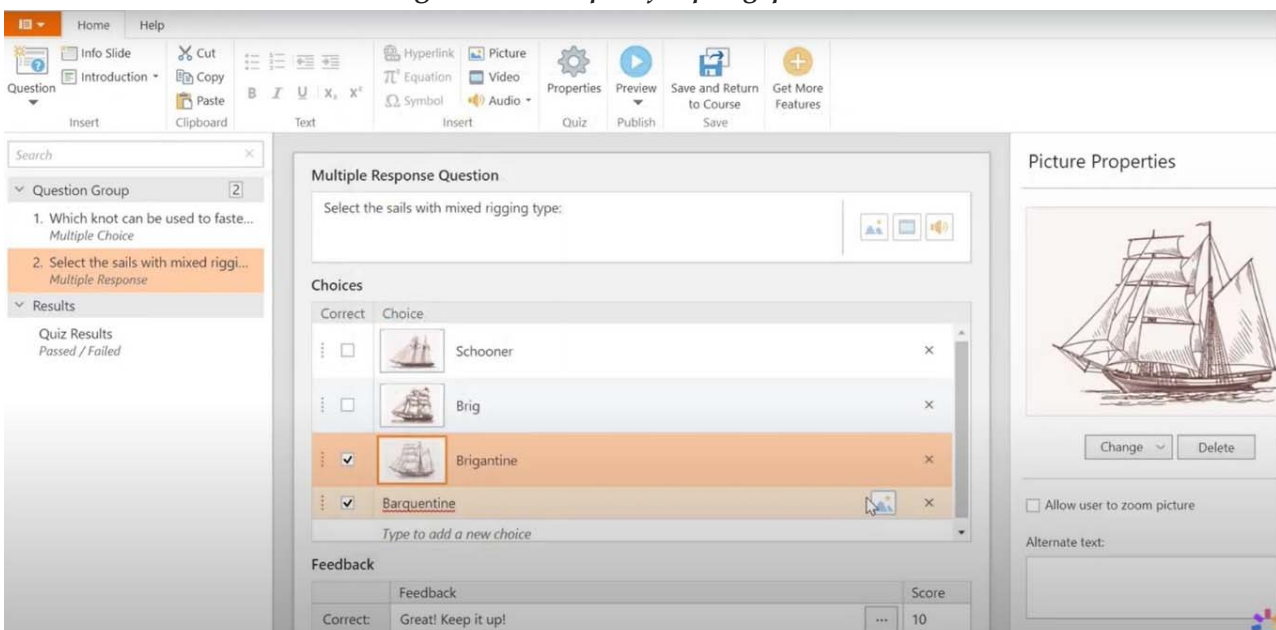 Home Help
Info Slide
Introduction
Question
Insert
Cut
Copy
Paste
Clipboard
B I U X₂ X²
Text
Hyperlink Picture
π² Equation Video
Ω Symbol Audio
Insert
Properties
Quiz
Preview
Publish
Save and Return
to Course
Save
Get More
Features
Search
Question Group 2
1. Which knot can be used to faste...
Multiple Choice
2. Select the sails with mixed riggi...
Multiple Response
Results
Quiz Results
Passed / Failed
Multiple Response Question
Select the sails with mixed rigging type:
Choices
Correct Choice
Schooner
Brig
Brigantine
Barquentine
Type to add a new choice
Feedback
Feedback Score
Correct: Great! Keep it up! ... 10
Picture Properties
Change Delete
Allow user to zoom picture
Alternate text: